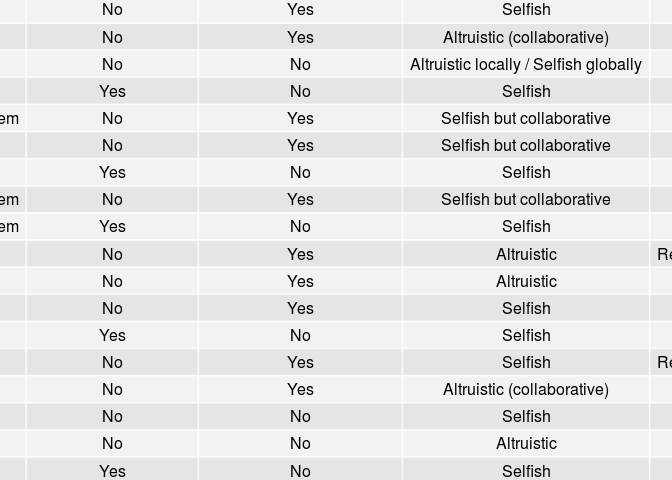 No Yes Selfish
No Yes Altruistic (collaborative)
No No Altruistic locally / Selfish globally
Yes No Selfish
em No Yes Selfish but collaborative
No Yes Selfish but collaborative
Yes No Selfish
em No Yes Selfish but collaborative
em Yes No Selfish
No Yes Altruistic Re
No Yes Altruistic
No Yes Selfish
Yes No Selfish
No Yes Selfish Re
No Yes Altruistic (collaborative)
No No Selfish
No No Altruistic
Yes No Selfish